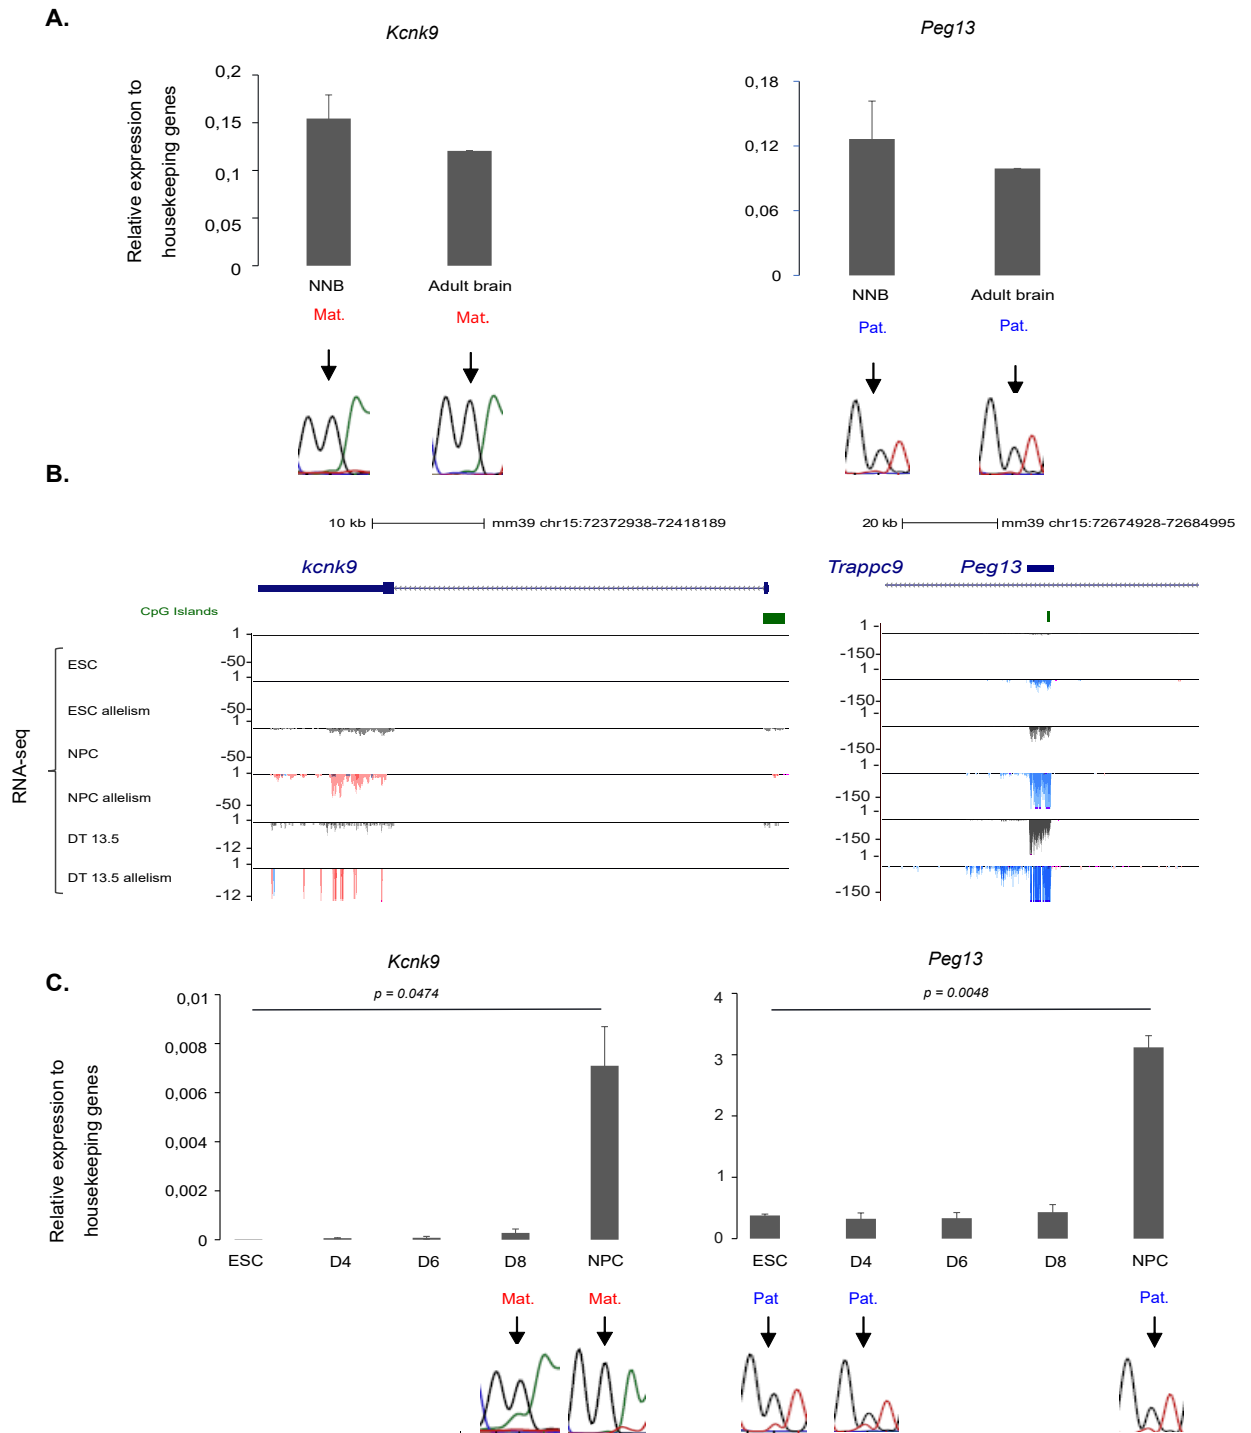 A.
Kcnk9
Peg13
Relative expression to
housekeeping genes
0,2
0,15
0,1
0,05
0
NNB
Adult brain
Mat.
Mat.
0,18
0,12
0,06
0
NNB
Adult brain
Pat.
Pat.
B.
10 kb
mm39 chr15:72372938-72418189
20 kb
mm39 chr15:72674928-72684995
kcnk9
Trappc9
Peg13
CpG Islands
RNA-seq
ESC
ESC allelism
NPC
NPC allelism
DT 13.5
DT 13.5 allelism
1
-50
1
-50
1
-50
1
-50
1
-12
1
-12
1
-150
1
-150
1
-150
1
-150
1
-150
1
-150
C.
Kcnk9
Peg13
p = 0.0474
p = 0.0048
Relative expression to
housekeeping genes
0,01
0,008
0,006
0,004
0,002
0
ESC
D4
D6
D8
NPC
Mat.
Mat.
4
3
2
1
0
ESC
D4
D6
D8
NPC
Pat
Pat.
Pat.